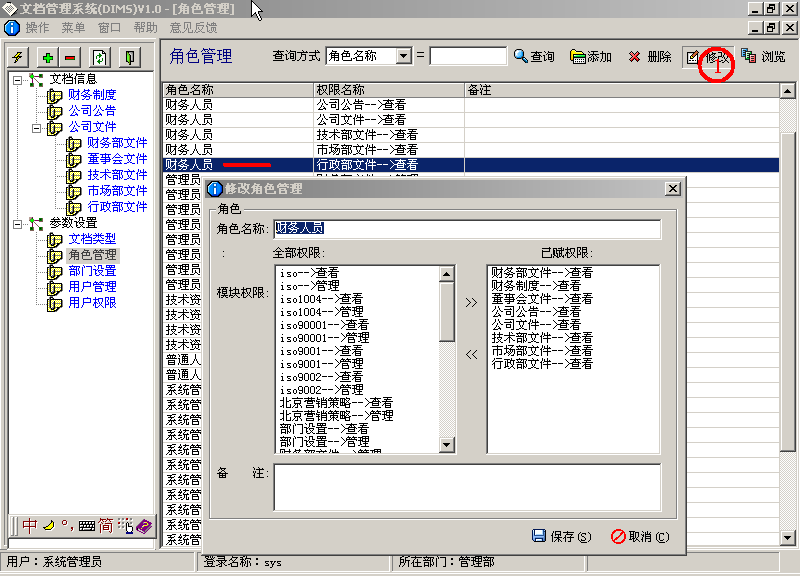 文档管理系统(DIMS)V1.0 - [角色管理]
操作 菜单 窗口 帮助 意见反馈
角色管理 查询方式 角色名称 = 查询 添加 删除 修改 浏览
1
文档信息
财务制度
公司公告
公司文件
财务部文件
董事会文件
技术部文件
市场部文件
行政部文件
参数设置
文档类型
角色管理
部门设置
用户管理
用户权限
角色名称 权限名称 备注
财务人员 公司公告-->查看
财务人员 公司文件-->查看
财务人员 技术部文件-->查看
财务人员 市场部文件-->查看
财务人员 行政部文件-->查看
管理员
管理员
管理员
管理员
管理员
管理员
管理员
管理员
技术资
技术资
技术资
技术资
普通人
普通人
系统管
系统管
系统管
系统管
系统管
系统管
系统管
系统管
系统管
系统管
系统管
修改角色管理
角色
角色名称: 财务人员
: 全部权限: 已赋权限:
模块权限:
iso-->查看
iso-->管理
iso1004-->查看
iso1004-->管理
iso90001-->查看
iso90001-->管理
iso9001-->查看
iso9001-->管理
iso9002-->查看
iso9002-->管理
北京营销策略-->查看
北京营销策略-->管理
部门设置-->查看
部门设置-->管理
>>
<<
财务部文件-->查看
财务制度-->查看
董事会文件-->查看
公司公告-->查看
公司文件-->查看
技术部文件-->查看
市场部文件-->查看
行政部文件-->查看
备 注:
保存(S) 取消(C)
中 简
用户：系统管理员 登录名称：sys 所在部门：管理部